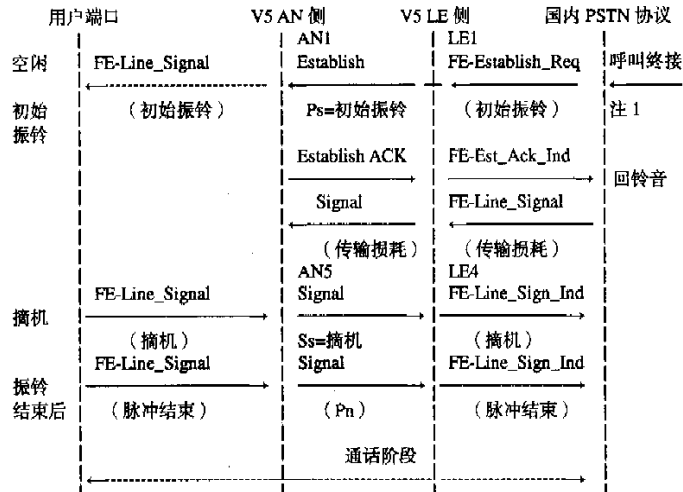 用户端口 V5 AN 侧 V5 LE 侧 国内 PSTN 协议
AN1 LE1
空闲 FE-Line_Signal Establish FE-Establish_Req 呼叫终接
初始振铃 （初始振铃） Ps=初始振铃 （初始振铃） 注 1
Establish ACK FE-Est_Ack_Ind
回铃音
Signal FE-Line_Signal
（传输损耗） （传输损耗）
AN5 LE4
摘机 FE-Line_Signal Signal FE-Line_Sign_Ind
（摘机） Ss=摘机 （摘机）
FE-Line_Signal Signal FE-Line_Sign_Ind
振铃
结束后 （脉冲结束） （Pn） （脉冲结束）
通话阶段